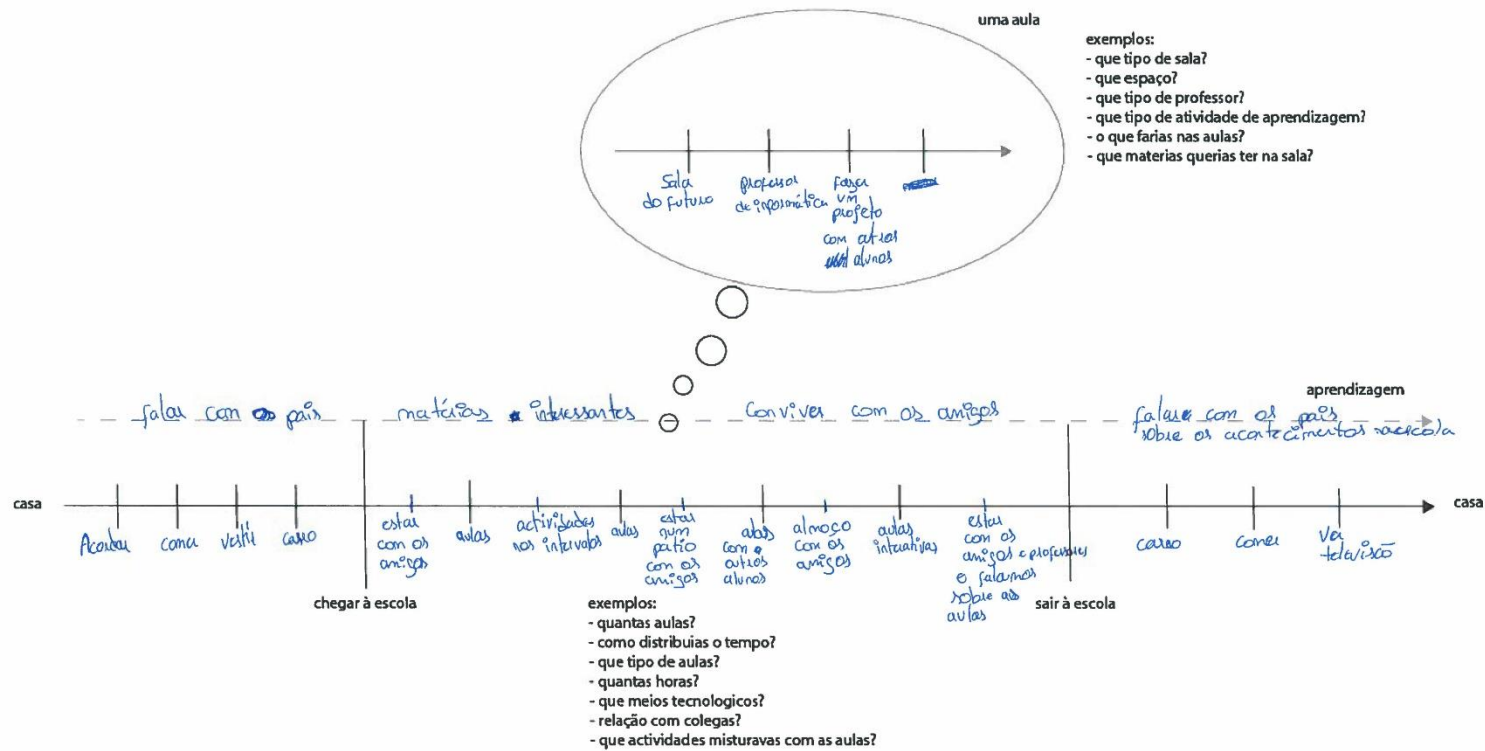 uma aula
exemplos:
- que tipo de sala?
- que espaço?
- que tipo de professor?
- que tipo de atividade de aprendizagem?
- o que farias nas aulas?
- que materias querias ter na sala?
Sala
do futuro
professor
de informática
fazer
um
projeto
com outros
alunos
aprendizagem
falar com os pais
matérias interessantes
Conviver com os amigos
falar com os pais
sobre os acontecimentos na escola
casa
casa
Acordar
comer
vestir
carro
estar
com os
amigos
aulas
actividades
nos intervalos
aulas
estar
num
patio
com os
amigos
aulas
com
outros
alunos
almoço
com os
amigos
aulas
interativas
estar
com os
amigos e professores
e falarmos
sobre as
aulas
carro
comer
Ver
televisão
chegar à escola
sair à escola
exemplos:
- quantas aulas?
- como distribuias o tempo?
- que tipo de aulas?
- quantas horas?
- que meios tecnologicos?
- relação com colegas?
- que actividades misturavas com as aulas?